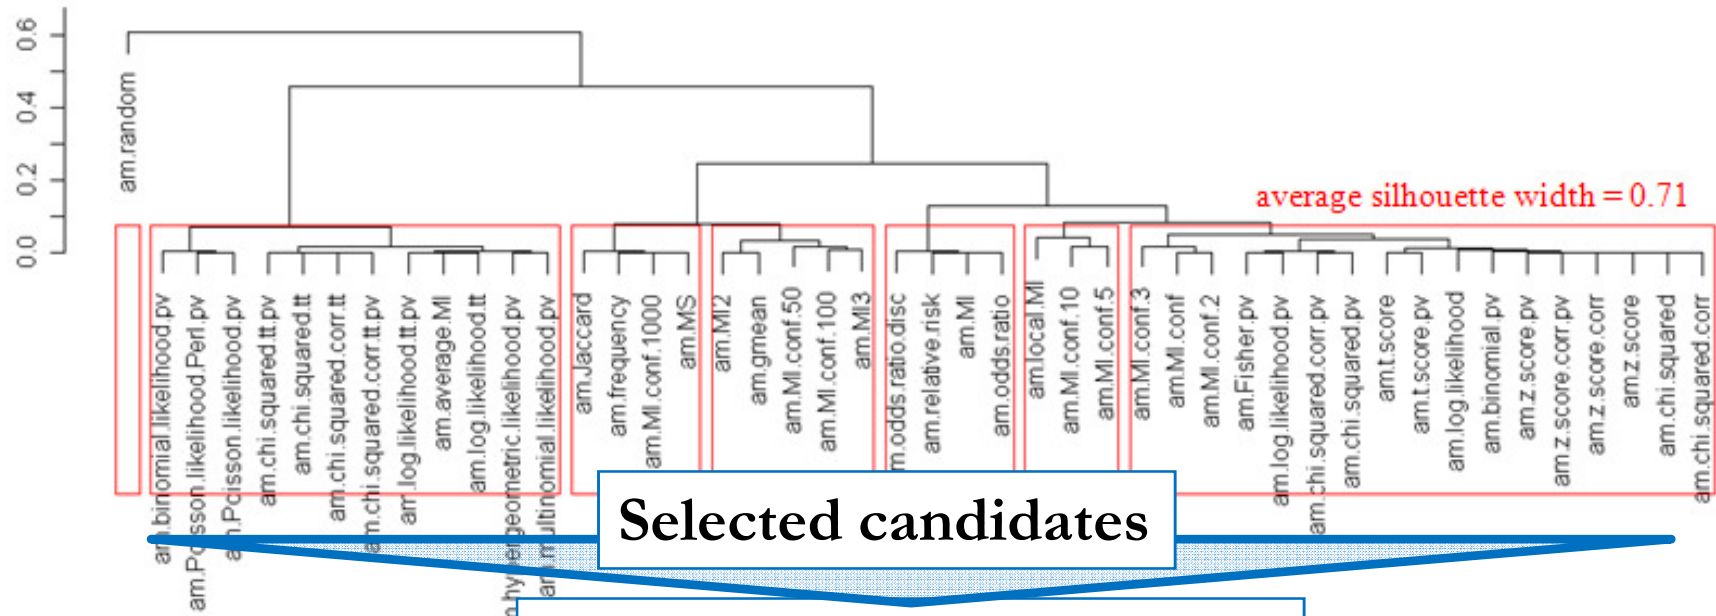 0.6
0.4
0.2
0.0
average silhouette width = 0.71
am.random
am.binomial.likelihood.pv
am.Poisson.likelihood.Perl.pv
am.Poisson.likelihood.pv
am.chi.squared.tt.pv
am.chi.squared.tt
am.chi.squared.corr.tt
am.chi.squared.corr.tt.pv
am.log.likelihood.tt.pv
am.average.MI
am.log.likelihood.tt
hypergeometric.likelihood.pv
am.multinomial.likelihood.pv
am.Jaccard
am.frequency
am.MI.conf.1000
am.MS
am.MI2
am.gmean
am.MI.conf.50
am.MI.conf.100
am.MI3
m.odds.ratio.disc
am.relative.risk
am.MI
am.odds.ratio
am.local.MI
am.MI.conf.10
am.MI.conf.5
am.MI.conf.3
am.MI.conf
am.MI.conf.2
am.Fisher.pv
am.log.likelihood.pv
am.chi.squared.corr.pv
am.chi.squared.pv
am.t.score
am.t.score.pv
am.log.likelihood
am.binomial.pv
am.z.score.pv
am.z.score.corr.pv
am.z.score.corr
am.z.score
am.chi.squared
am.chi.squared.corr
Selected candidates